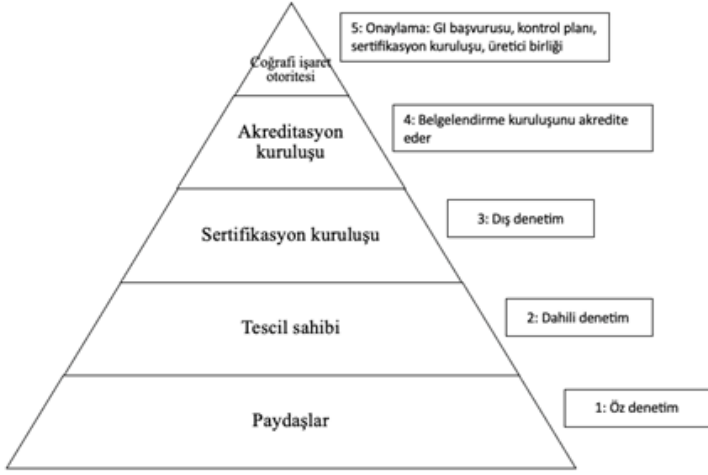 5: Onaylama: GI başvurusu, kontrol planı,
sertifikasyon kuruluşu, üretici birliği
Coğrafi işaret
otoritesi
4: Belgelendirme kuruluşunu akredite
eder
Akreditasyon
kuruluşu
3: Dış denetim
Sertifikasyon kuruluşu
2: Dahili denetim
Tescil sahibi
1: Öz denetim
Paydaşlar